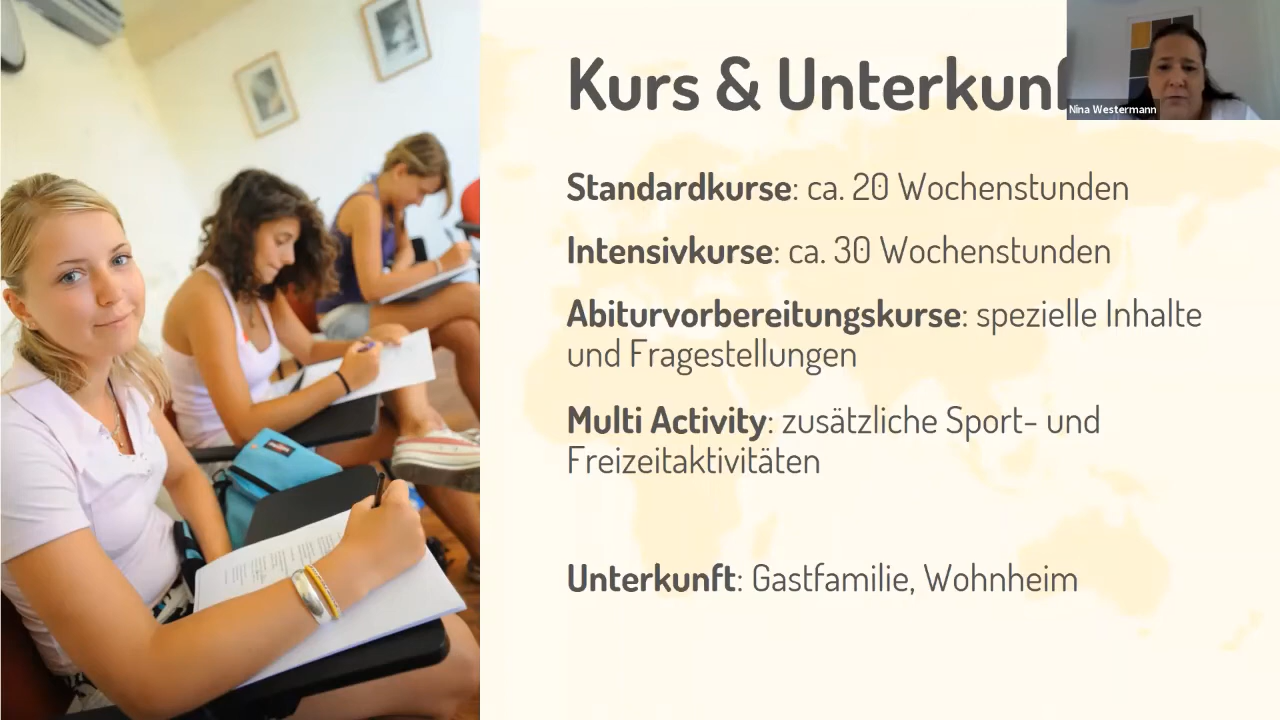 Kurs & Unterkunf
Nina Westermann
Standardkurse: ca. 20 Wochenstunden
Intensivkurse: ca. 30 Wochenstunden
Abiturvorbereitungskurse: spezielle Inhalte
und Fragestellungen
Multi Activity: zusätzliche Sport- und
Freizeitaktivitäten
Unterkunft: Gastfamilie, Wohnheim